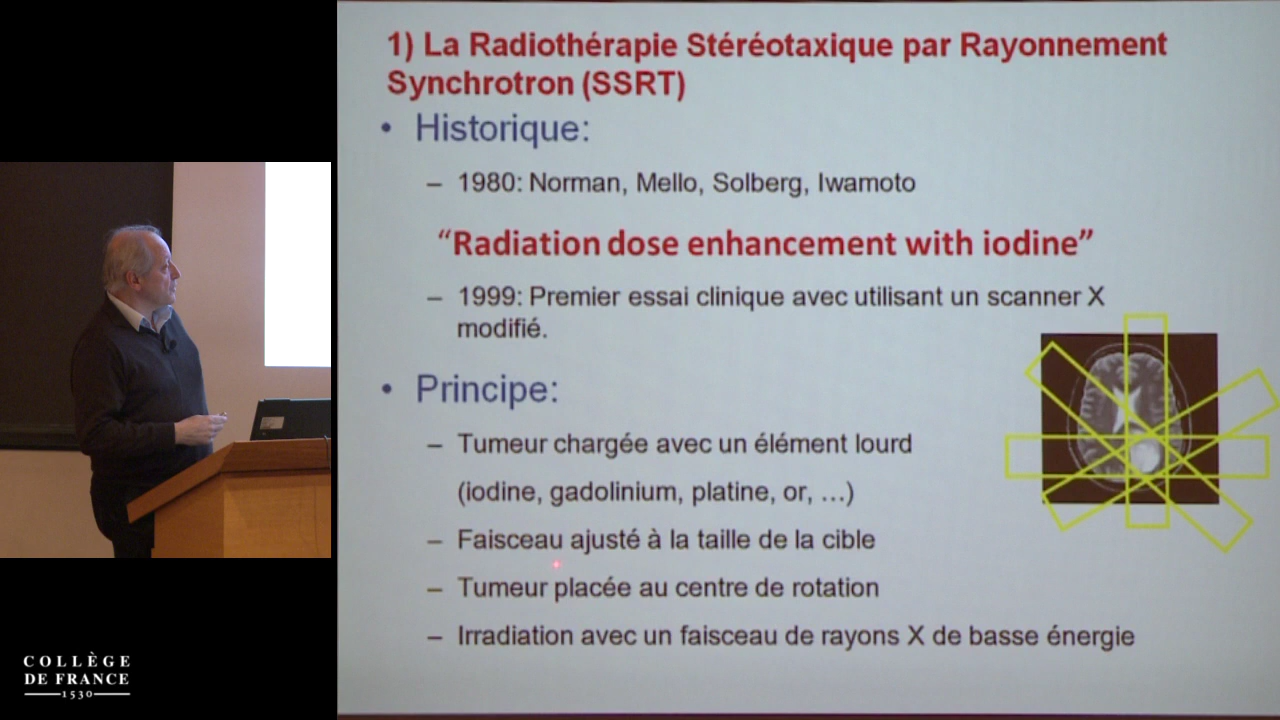 1) La Radiothérapie Stéréotaxique par Rayonnement
Synchrotron (SSRT)
• Historique:
– 1980: Norman, Mello, Solberg, Iwamoto
“Radiation dose enhancement with iodine”
– 1999: Premier essai clinique avec utilisant un scanner X
modifié.
• Principe:
– Tumeur chargée avec un élément lourd
(iodine, gadolinium, platine, or, …)
– Faisceau ajusté à la taille de la cible
– Tumeur placée au centre de rotation
– Irradiation avec un faisceau de rayons X de basse énergie
COLLÈGE
DE FRANCE
1530